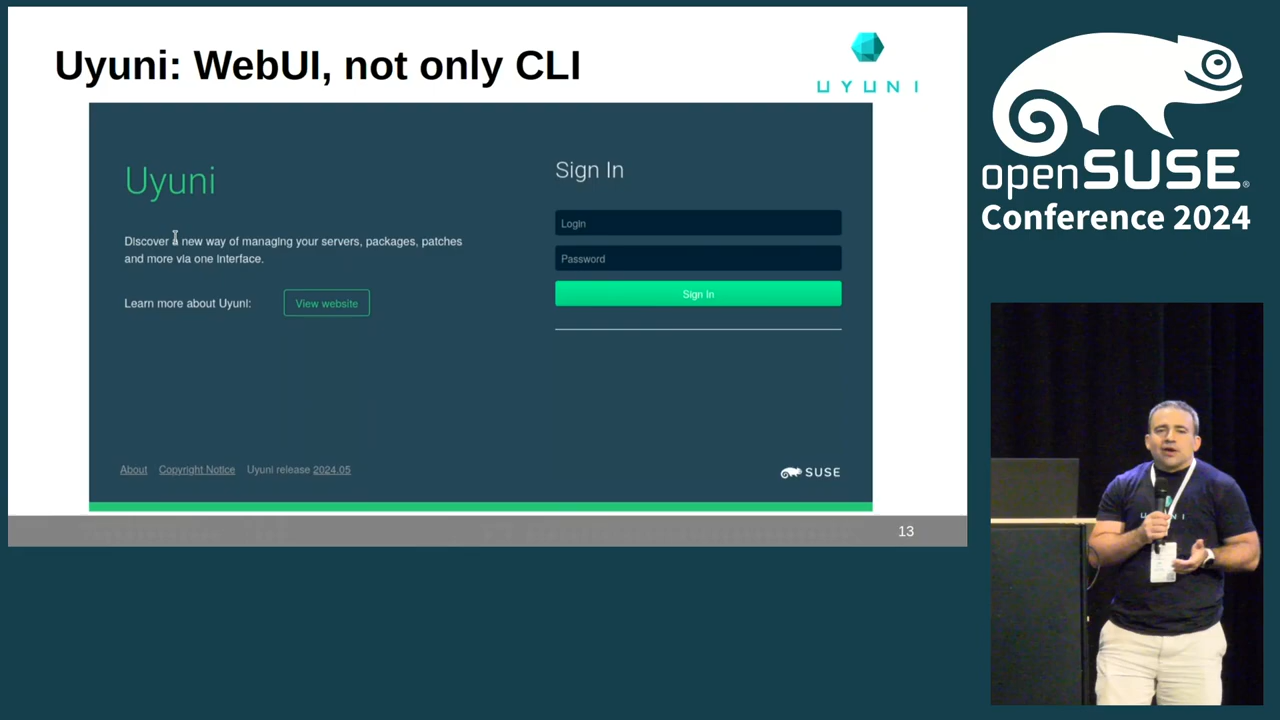 Uyuni: WebUI, not only CLI
UYUNI
Uyuni
Discover a new way of managing your servers, packages, patches
and more via one interface.
Learn more about Uyuni:
View website
Sign In
Login
Password
Sign In
About
Copyright Notice
Uyuni release 2024.05
SUSE
13
openSUSE®
Conference 2024
UYUNI